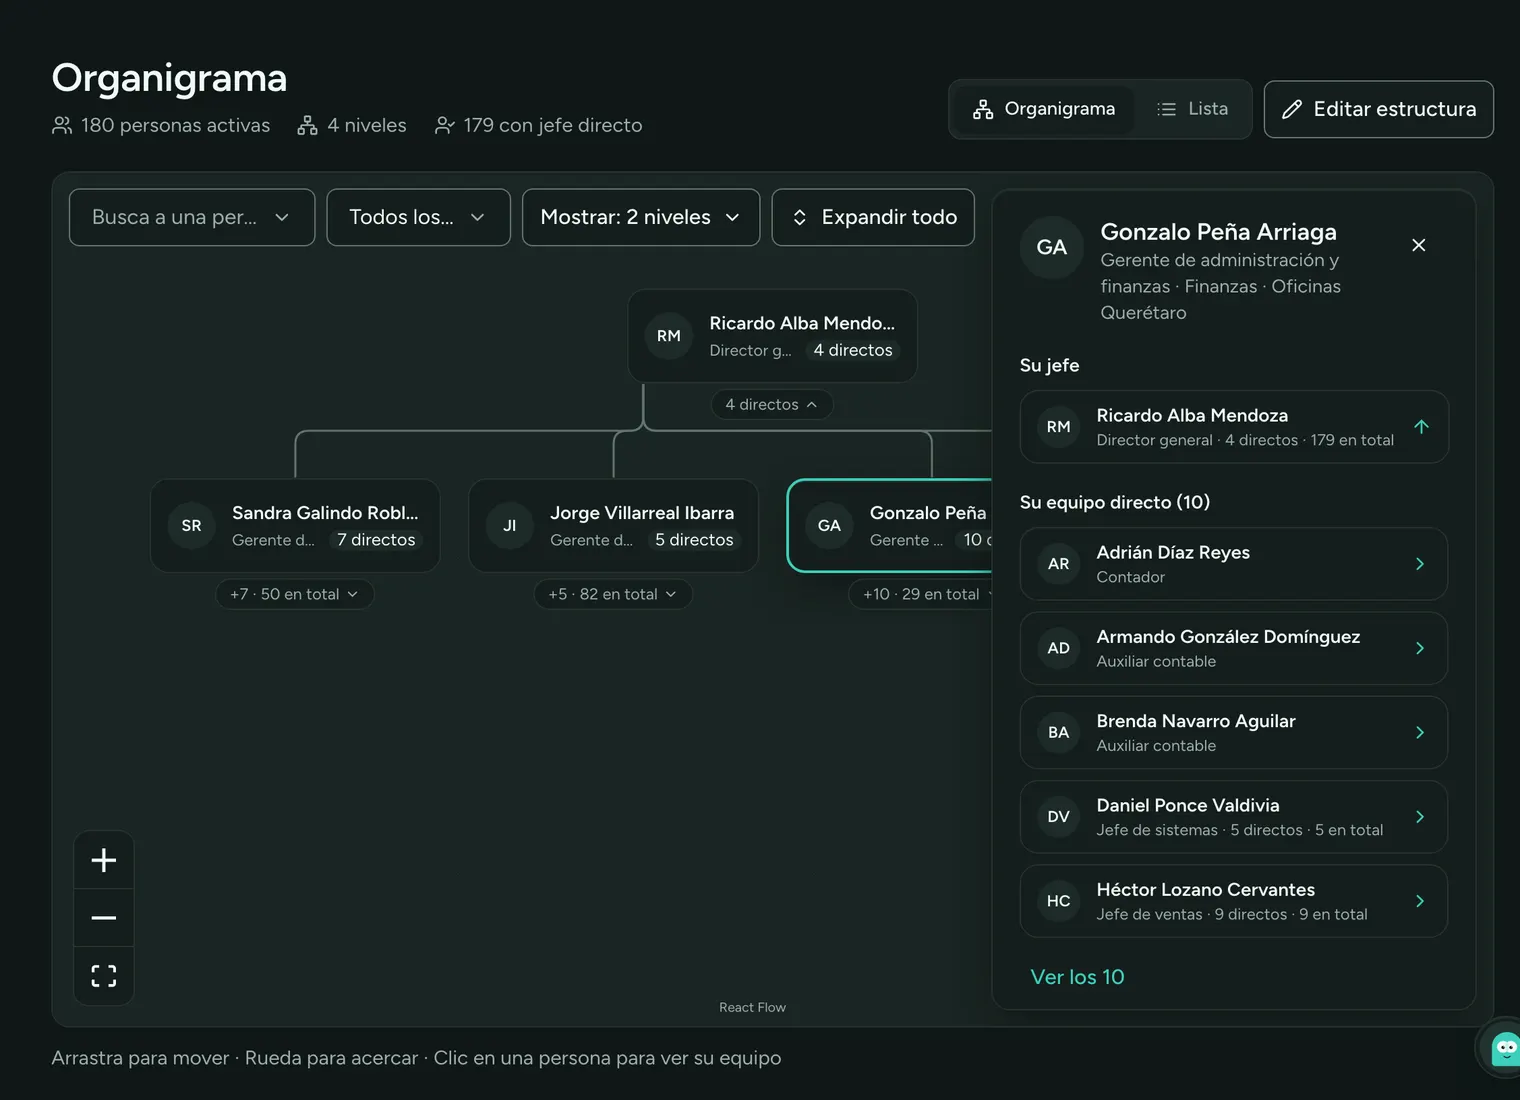 Organigrama
180 personas activas
4 niveles
179 con jefe directo
Organigrama
Lista
Editar estructura
Busca a una per...
Todos los...
Mostrar: 2 niveles
Expandir todo
RM
Ricardo Alba Mendo...
Director g...
4 directos
4 directos
SR
Sandra Galindo Robl...
Gerente d...
7 directos
+7 · 50 en total
JI
Jorge Villarreal Ibarra
Gerente d...
5 directos
+5 · 82 en total
GA
Gonzalo Peña
Gerente ...
10
+10 · 29 en total
GA
Gonzalo Peña Arriaga
Gerente de administración y
finanzas · Finanzas · Oficinas
Querétaro
Su jefe
RM
Ricardo Alba Mendoza
Director general · 4 directos · 179 en total
Su equipo directo (10)
AR
Adrián Díaz Reyes
Contador
AD
Armando González Domínguez
Auxiliar contable
BA
Brenda Navarro Aguilar
Auxiliar contable
DV
Daniel Ponce Valdivia
Jefe de sistemas · 5 directos · 5 en total
HC
Héctor Lozano Cervantes
Jefe de ventas · 9 directos · 9 en total
Ver los 10
React Flow
Arrastra para mover · Rueda para acercar · Clic en una persona para ver su equipo